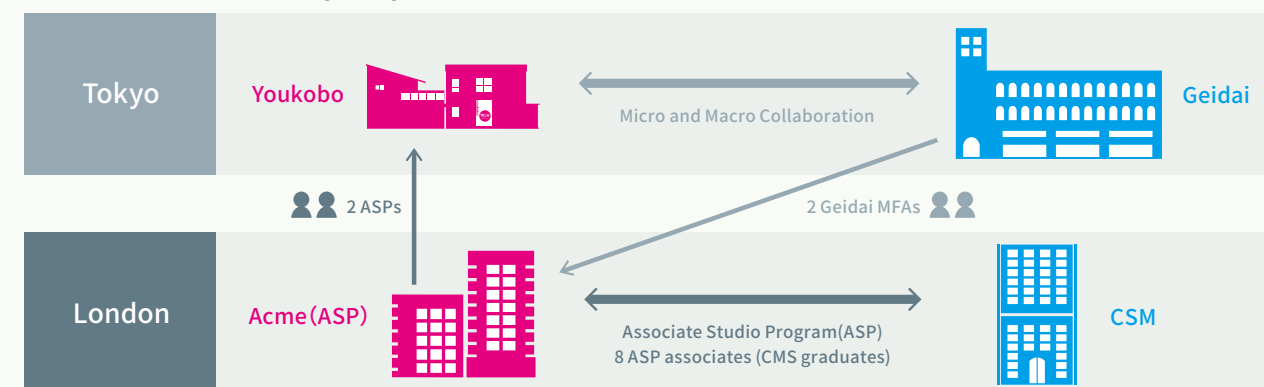 Tokyo
Youkobo
Micro and Macro Collaboration
Geidai
2 ASPs
2 Geidai MFAs
London
Acme(ASP)
Associate Studio Program(ASP)
8 ASP associates (CMS graduates)
CSM